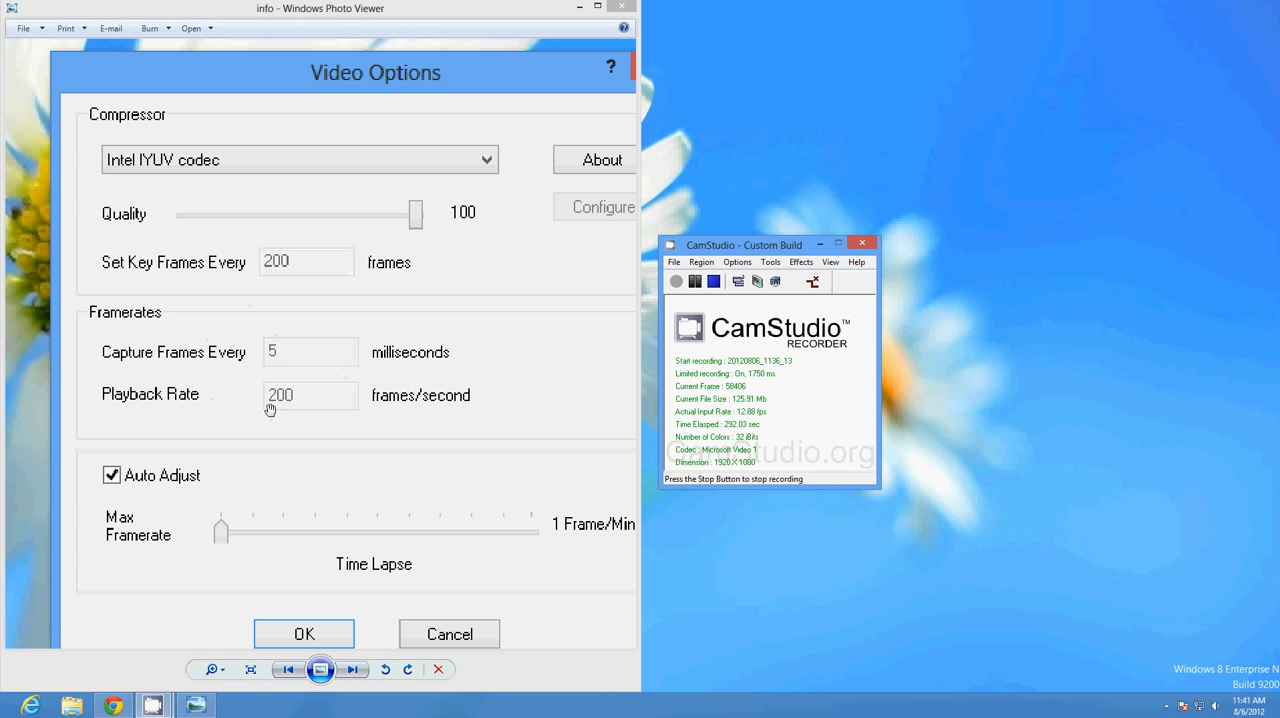 info - Windows Photo Viewer
File Print E-mail Burn Open
Video Options
?
Compressor
Intel IYUV codec
About
Quality
100
Configure
Set Key Frames Every 200 frames
Framerates
Capture Frames Every 5 milliseconds
Playback Rate 200 frames/second
Auto Adjust
Max
Framerate
1 Frame/Min
Time Lapse
OK Cancel
CamStudio - Custom Build
File Region Options Tools Effects View Help
CamStudio™
RECORDER
Start recording : 20120806_1136_13
Limited recording : On, 1750 ms.
Current Frame : 58406
Current File Size : 125.91 Mb
Actual Input Rate : 12.88 fps
Time Elasped : 292.03 sec
Number of Colors : 32 Bits
Codec : Microsoft Video 1
CamStudio.org
Dimension : 1920 X 1080
Press the Stop Button to stop recording
Windows 8 Enterprise N
Build 9200
11:41 AM
8/6/2012